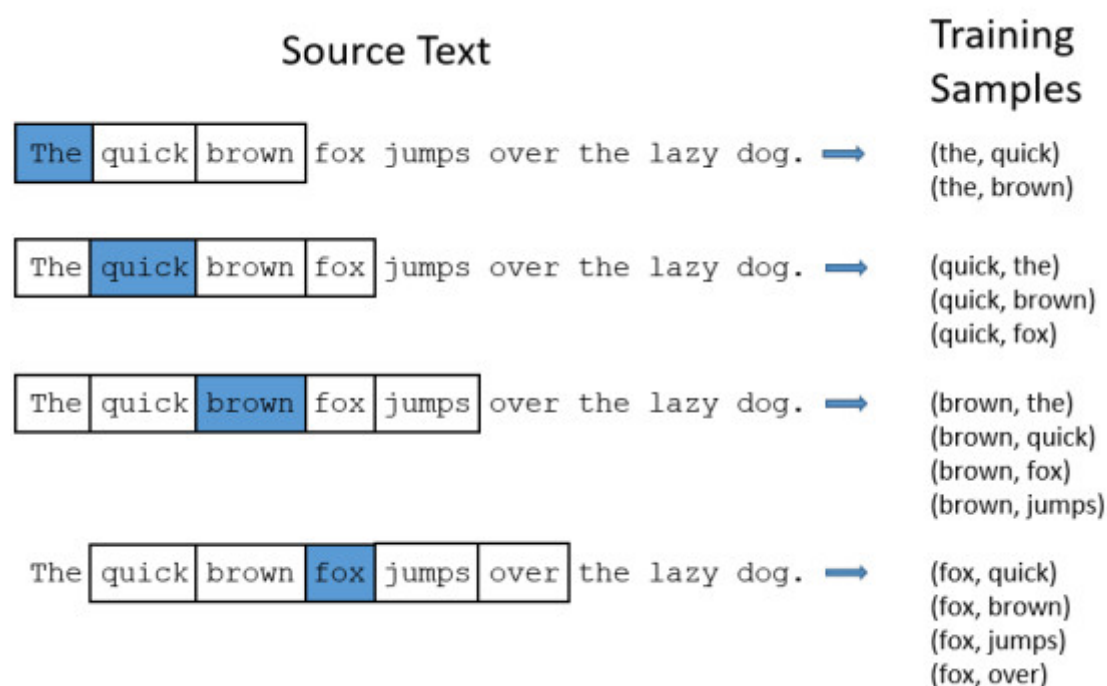 Source Text
Training
Samples
The quick brown fox jumps over the lazy dog.
(the, quick)
(the, brown)
The quick brown fox jumps over the lazy dog.
(quick, the)
(quick, brown)
(quick, fox)
The quick brown fox jumps over the lazy dog.
(brown, the)
(brown, quick)
(brown, fox)
(brown, jumps)
The quick brown fox jumps over the lazy dog.
(fox, quick)
(fox, brown)
(fox, jumps)
(fox, over)